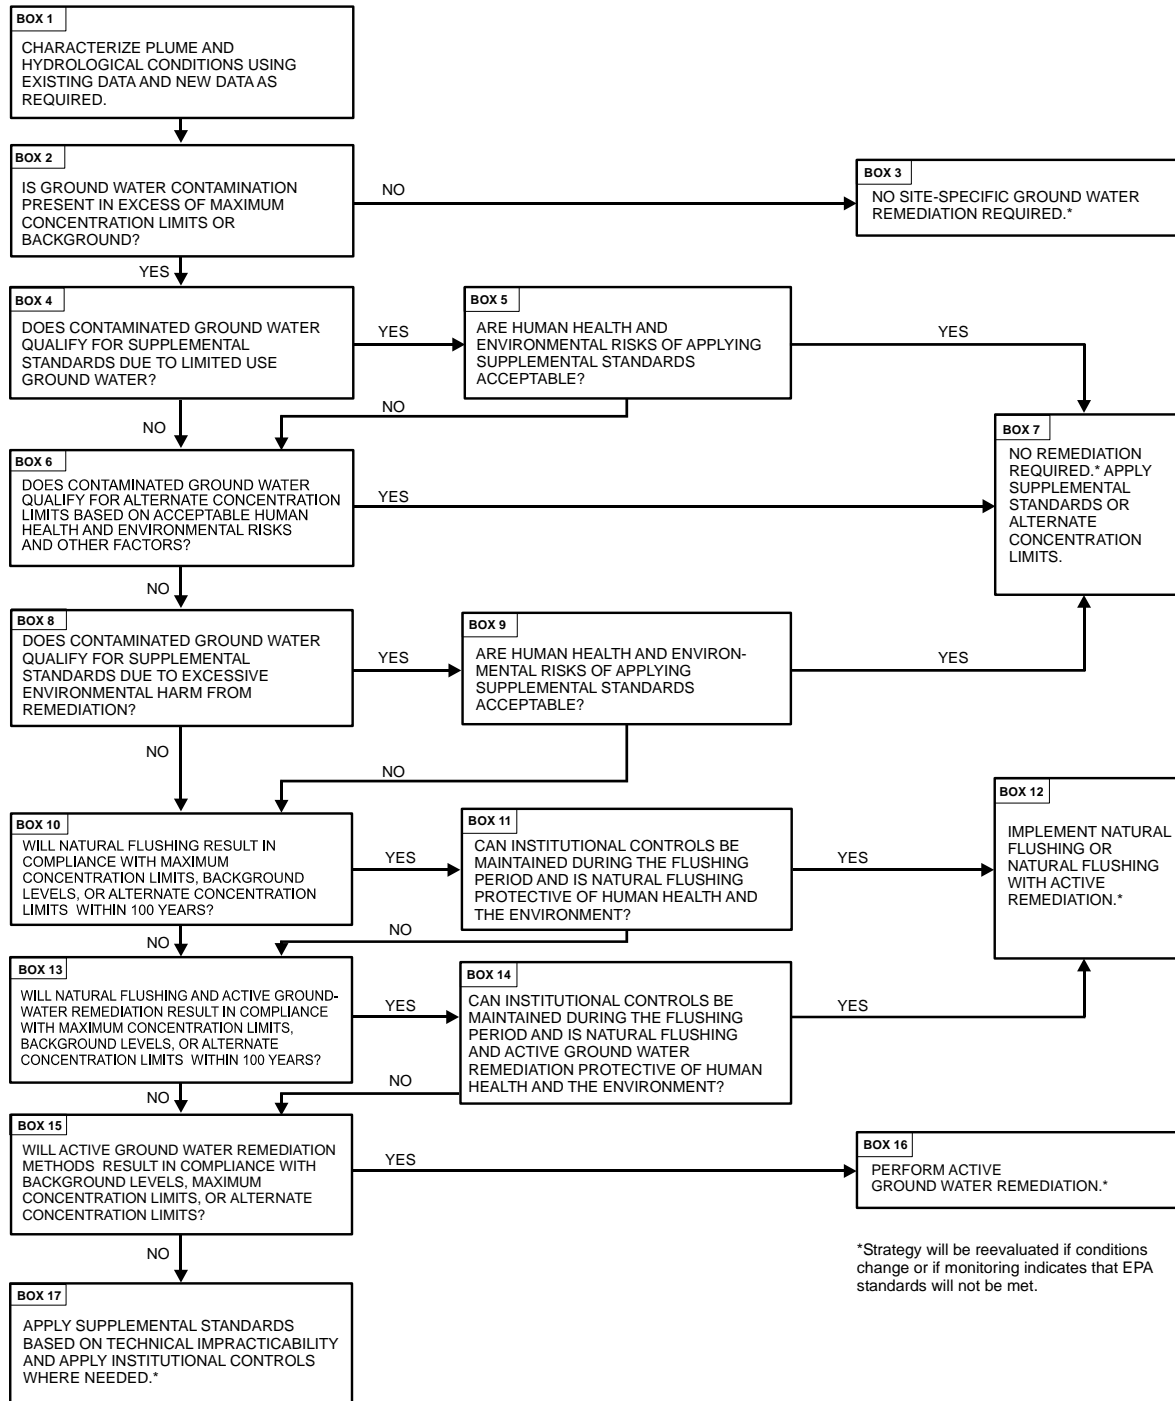 BOX 1
CHARACTERIZE PLUME AND
HYDROLOGICAL CONDITIONS USING
EXISTING DATA AND NEW DATA AS
REQUIRED.
BOX 2
IS GROUND WATER CONTAMINATION
PRESENT IN EXCESS OF MAXIMUM
CONCENTRATION LIMITS OR
BACKGROUND?
NO
BOX 3
NO SITE-SPECIFIC GROUND WATER
REMEDIATION REQUIRED.*
YES
BOX 4
DOES CONTAMINATED GROUND WATER
QUALIFY FOR SUPPLEMENTAL
STANDARDS DUE TO LIMITED USE
GROUND WATER?
YES
BOX 5
ARE HUMAN HEALTH AND
ENVIRONMENTAL RISKS OF APPLYING
SUPPLEMENTAL STANDARDS
ACCEPTABLE?
YES
NO
NO
BOX 6
DOES CONTAMINATED GROUND WATER
QUALIFY FOR ALTERNATE CONCENTRATION
LIMITS BASED ON ACCEPTABLE HUMAN
HEALTH AND ENVIRONMENTAL RISKS
AND OTHER FACTORS?
YES
BOX 7
NO REMEDIATION
REQUIRED.* APPLY
SUPPLEMENTAL
STANDARDS OR
ALTERNATE
CONCENTRATION
LIMITS.
NO
BOX 8
DOES CONTAMINATED GROUND WATER
QUALIFY FOR SUPPLEMENTAL
STANDARDS DUE TO EXCESSIVE
ENVIRONMENTAL HARM FROM
REMEDIATION?
YES
BOX 9
ARE HUMAN HEALTH AND ENVIRON-
MENTAL RISKS OF APPLYING
SUPPLEMENTAL STANDARDS
ACCEPTABLE?
YES
NO
NO
BOX 10
WILL NATURAL FLUSHING RESULT IN
COMPLIANCE WITH MAXIMUM
CONCENTRATION LIMITS, BACKGROUND
LEVELS, OR ALTERNATE CONCENTRATION
LIMITS WITHIN 100 YEARS?
YES
BOX 11
CAN INSTITUTIONAL CONTROLS BE
MAINTAINED DURING THE FLUSHING
PERIOD AND IS NATURAL FLUSHING
PROTECTIVE OF HUMAN HEALTH AND
THE ENVIRONMENT?
YES
BOX 12
IMPLEMENT NATURAL
FLUSHING OR
NATURAL FLUSHING
WITH ACTIVE
REMEDIATION.*
NO
NO
BOX 13
WILL NATURAL FLUSHING AND ACTIVE GROUND-
WATER REMEDIATION RESULT IN COMPLIANCE
WITH MAXIMUM CONCENTRATION LIMITS,
BACKGROUND LEVELS, OR ALTERNATE
CONCENTRATION LIMITS WITHIN 100 YEARS?
YES
BOX 14
CAN INSTITUTIONAL CONTROLS BE
MAINTAINED DURING THE FLUSHING
PERIOD AND IS NATURAL FLUSHING
AND ACTIVE GROUND WATER
REMEDIATION PROTECTIVE OF HUMAN
HEALTH AND THE ENVIRONMENT?
YES
NO
NO
BOX 15
WILL ACTIVE GROUND WATER REMEDIATION
METHODS RESULT IN COMPLIANCE WITH
BACKGROUND LEVELS, MAXIMUM
CONCENTRATION LIMITS, OR ALTERNATE
CONCENTRATION LIMITS?
YES
BOX 16
PERFORM ACTIVE
GROUND WATER REMEDIATION.*
NO
*Strategy will be reevaluated if conditions
change or if monitoring indicates that EPA
standards will not be met.
BOX 17
APPLY SUPPLEMENTAL STANDARDS
BASED ON TECHNICAL IMPRACTICABILITY
AND APPLY INSTITUTIONAL CONTROLS
WHERE NEEDED.*